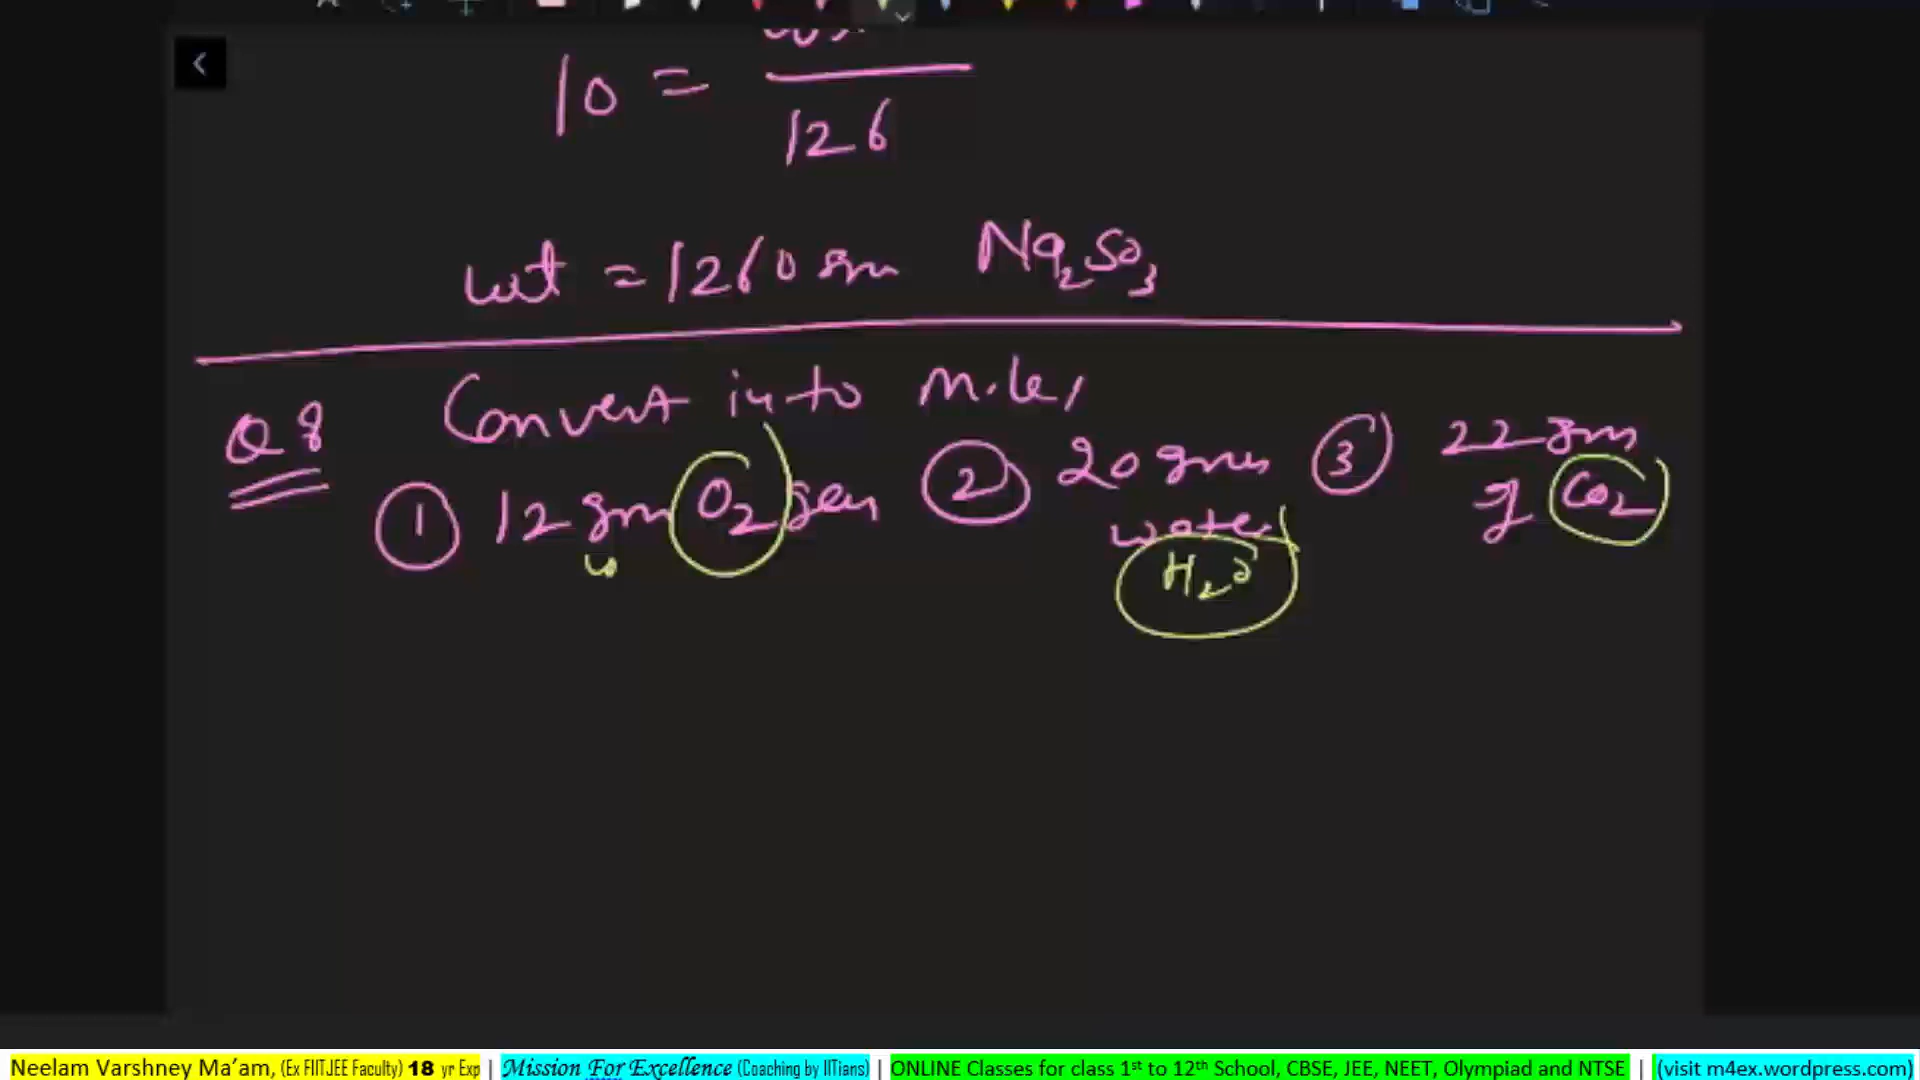 10 =
126
wt = 1260 gm Na2SO3
Q8 Convert into Moles
① 12 gm O2 gas ② 20 gms water ③ 22 gm of CO2
H2O
Neelam Varshney Ma’am, (Ex FIITJEE Faculty) 18 yr Exp | Mission For Excellence (Coaching by IITians) | ONLINE Classes for class 1st to 12th School, CBSE, JEE, NEET, Olympiad and NTSE | (visit m4ex.wordpress.com)